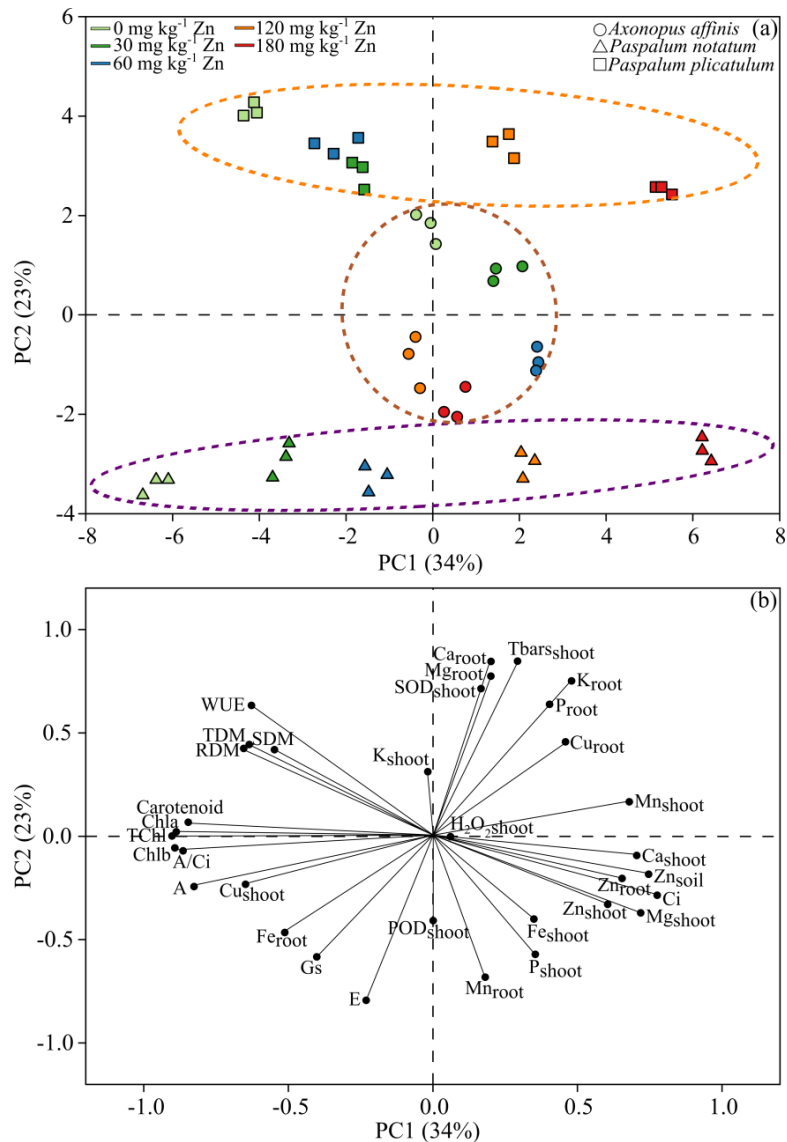 6
0 mg kg⁻¹ Zn 120 mg kg⁻¹ Zn (a) Axonopus affinis
30 mg kg⁻¹ Zn 180 mg kg⁻¹ Zn Paspalum notatum
60 mg kg⁻¹ Zn Paspalum plicatulum
4
2
0
-2
-4
PC2 (23%)
-8 -6 -4 -2 0 2 4 6 8
PC1 (34%)
(b)
1.0
Caroot Tbarsshoot
Mgroot Kroot
SODshoot Proot
WUE
TDM SDM
RDM
0.5
Curoot
Kshoot
Carotenoid Mnshoot
Chla H2O2shoot
0.0
TChl
Chlb A/Ci Cashoot
Znsoil
A Cushoot Znroot Ci
Znshoot Mgshoot
Feroot PODshoot Feshoot
-0.5
Gs Pshoot
E Mnroot
-1.0
PC2 (23%)
-1.0 -0.5 0.0 0.5 1.0
PC1 (34%)